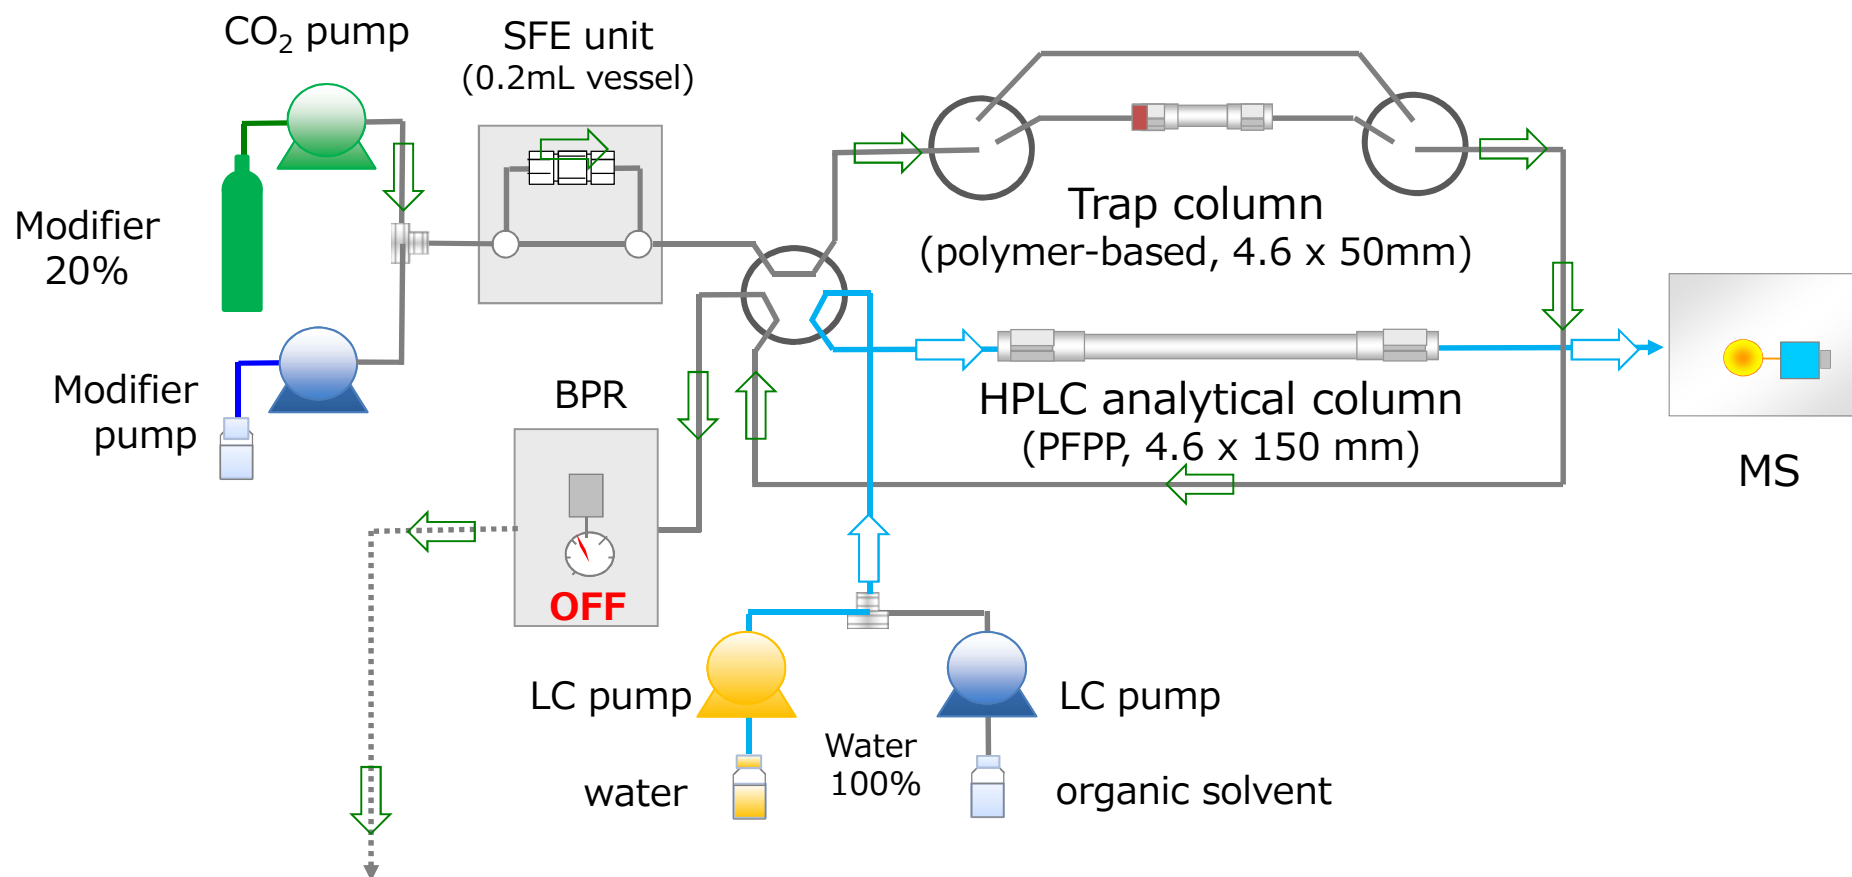 CO₂ pump
SFE unit
(0.2mL vessel)
Modifier
20%
Trap column
(polymer-based, 4.6 x 50mm)
Modifier
pump
BPR
OFF
HPLC analytical column
(PFPP, 4.6 x 150 mm)
MS
LC pump
LC pump
Water
100%
water
organic solvent